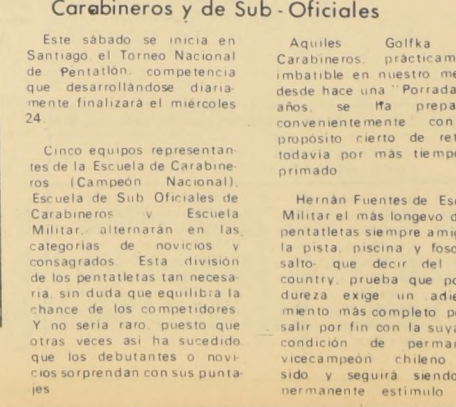 Carabineros y de Sub - Oficiales
Este sábado se inicia en
Santiago el Torneo Nacional
de Pentatlón, competencia
que desarrollándose diaria-
mente finalizará el miércoles
24.
Cinco equipos representan-
tes de la Escuela de Carabine-
ros (Campeón Nacional),
Escuela de Sub Oficiales de
Carabineros y Escuela
Militar, alternarán en las
categorías de novicios y
consagrados. Esta división
de los pentatletas tan necesa-
ria, sin duda que equilibra la
chance de los competidores.
Y no sería raro, puesto que
otras veces así ha sucedido
que los debutantes o novi-
cios sorprendan con sus punta-
jes
Aquiles Golfka
Carabineros, prácticam
imbatible en nuestro me
desde hace una "Porrada
años, se ha prepa
convenientemente con
propósito cierto de ret
todavía por más tiempo
primado
Hernán Fuentes de Esc
Militar el más longevo d
pentatletas siempre amig
la pista, piscina y foso
salto- que decir del
country, prueba que po
dureza exige un adie
miento más completo p
salir por fin con la suya
condición de perman
vicecampeón chileno
sido y seguirá siendo
permanente estímulo